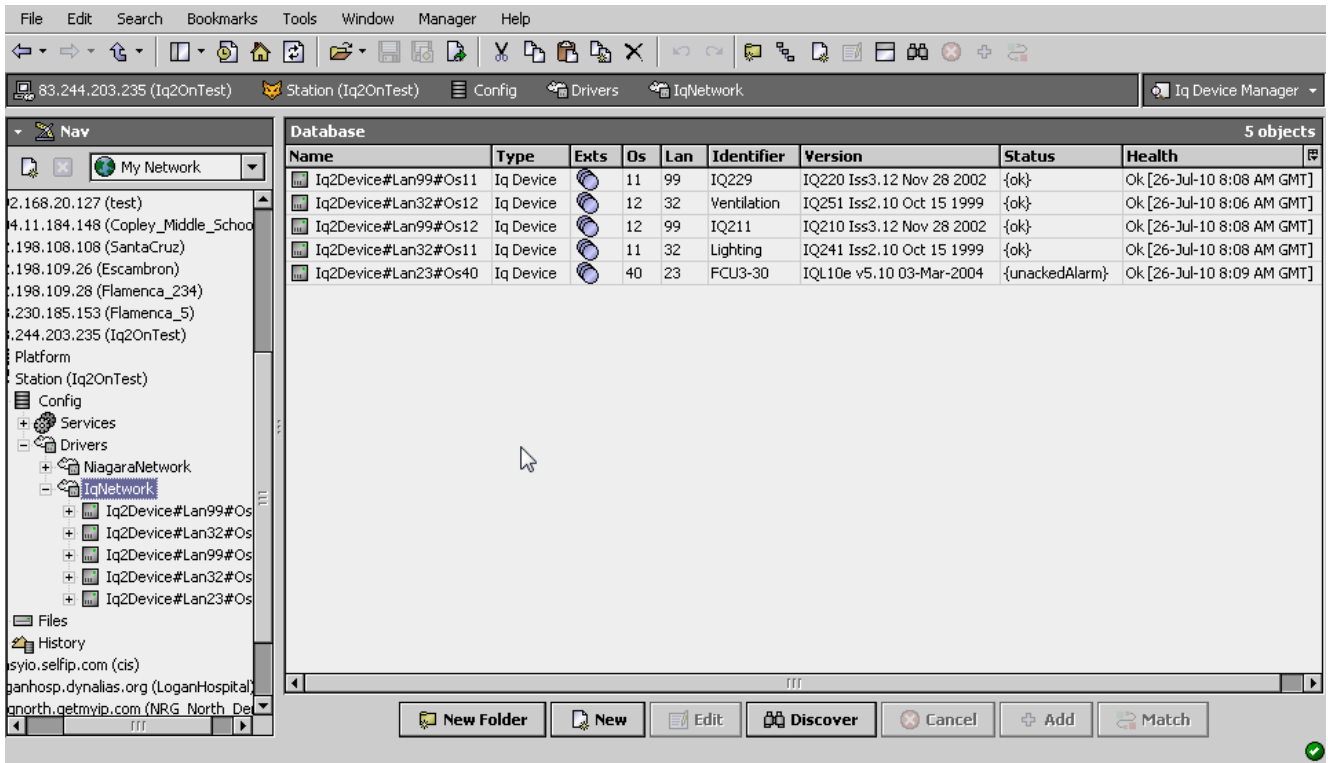 File Edit Search Bookmarks Tools Window Manager Help
83.244.203.235 (Iq2OnTest) Station (Iq2OnTest) Config Drivers IqNetwork Iq Device Manager
Nav
My Network
2.168.20.127 (test)
4.11.184.148 (Copley_Middle_Schoo
.198.108.108 (SantaCruz)
.198.109.26 (Escambron)
.198.109.28 (Flamenca_234)
.230.185.153 (Flamenca_5)
.244.203.235 (Iq2OnTest)
Platform
Station (Iq2OnTest)
Config
Services
Drivers
NiagaraNetwork
IqNetwork
Iq2Device#Lan99#Os
Iq2Device#Lan32#Os
Iq2Device#Lan99#Os
Iq2Device#Lan32#Os
Iq2Device#Lan23#Os
Files
History
syio.selfip.com (cis)
ganhosp.dynalias.org (LoganHospital)
qnorth.getmyip.com (NRG_North_De
Database 5 objects
Name Type Exts Os Lan Identifier Version Status Health
Iq2Device#Lan99#Os11 Iq Device 11 99 IQ229 IQ220 Iss3.12 Nov 28 2002 {ok} Ok [26-Jul-10 8:08 AM GMT]
Iq2Device#Lan32#Os12 Iq Device 12 32 Ventilation IQ251 Iss2.10 Oct 15 1999 {ok} Ok [26-Jul-10 8:06 AM GMT]
Iq2Device#Lan99#Os12 Iq Device 12 99 IQ211 IQ210 Iss3.12 Nov 28 2002 {ok} Ok [26-Jul-10 8:08 AM GMT]
Iq2Device#Lan32#Os11 Iq Device 11 32 Lighting IQ241 Iss2.10 Oct 15 1999 {ok} Ok [26-Jul-10 8:08 AM GMT]
Iq2Device#Lan23#Os40 Iq Device 40 23 FCU3-30 IQL10e v5.10 03-Mar-2004 {unackedAlarm} Ok [26-Jul-10 8:09 AM GMT]
New Folder New Edit Discover Cancel Add Match